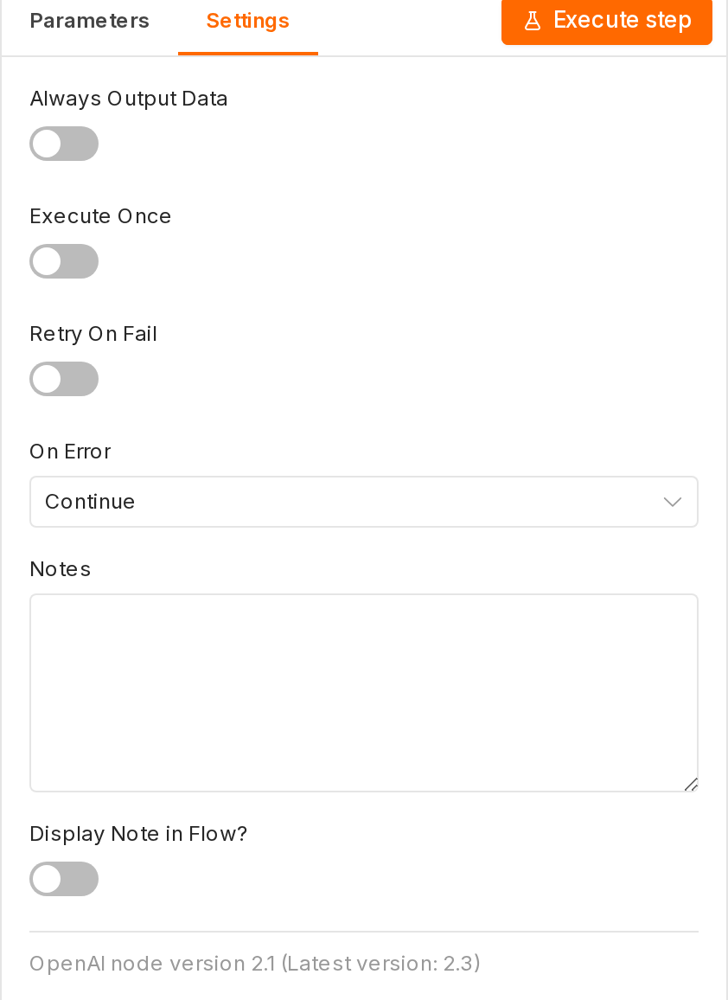 Parameters Settings Execute step
Always Output Data
Execute Once
Retry On Fail
On Error
Continue
Notes
Display Note in Flow?
OpenAI node version 2.1 (Latest version: 2.3)